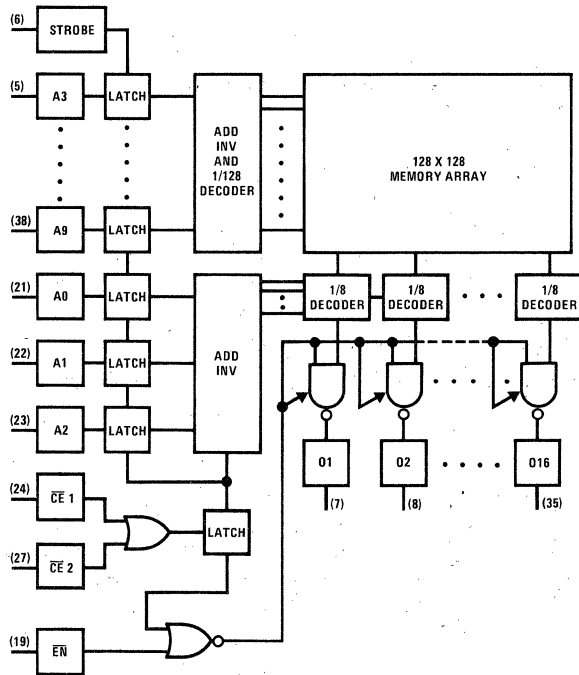 (6)
STROBE
(5)
A3
LATCH
ADD
INV
AND
1/128
DECODER
128 X 128
MEMORY ARRAY
(38)
A9
LATCH
(21)
A0
LATCH
ADD
INV
1/8
DECODER
1/8
DECODER
1/8
DECODER
(22)
A1
LATCH
(23)
A2
LATCH
O1
O2
O16
(7)
(8)
(35)
(24)
CE 1
LATCH
(27)
CE 2
(19)
EN